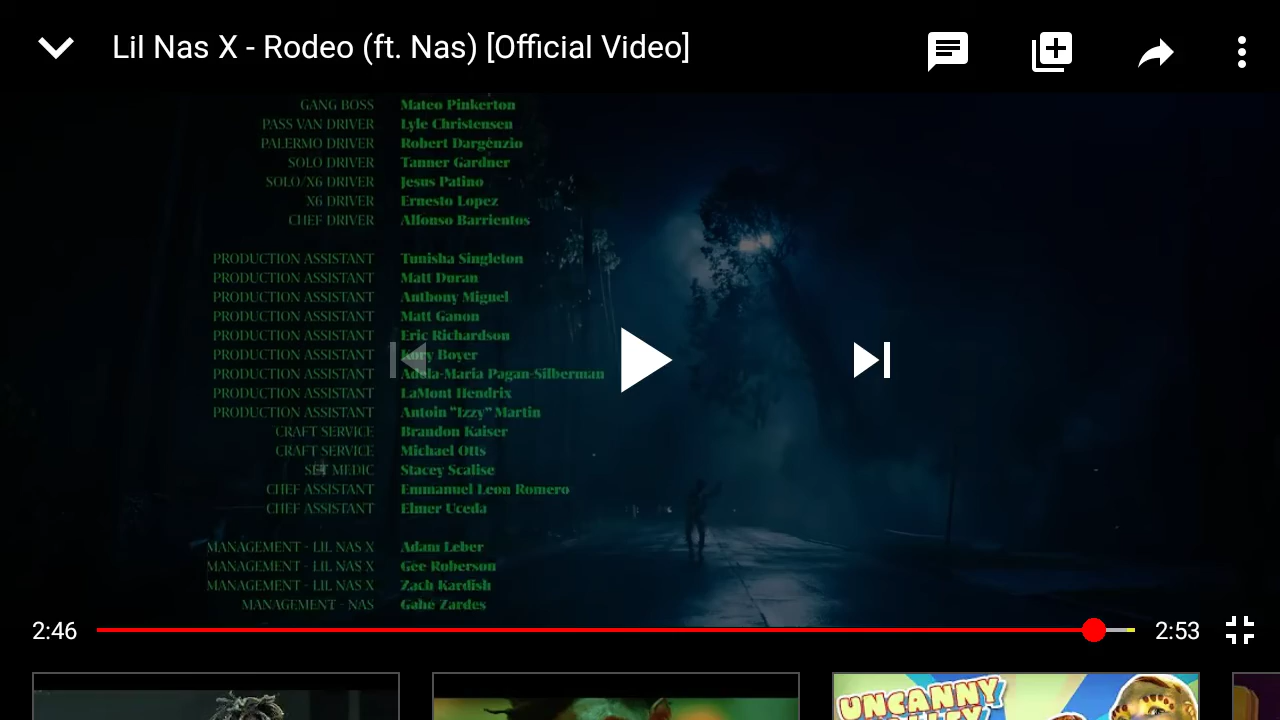 Lil Nas X - Rodeo (ft. Nas) [Official Video]
GANG BOSS Mateo Pinkerton
PASS VAN DRIVER Lyle Christensen
PALERMO DRIVER Robert Dargenzio
SOLO DRIVER Tanner Gardner
SOLO/X6 DRIVER Jesus Patino
X6 DRIVER Ernesto Lopez
CHEF DRIVER Alfonso Barrientos
PRODUCTION ASSISTANT Tunisha Singleton
PRODUCTION ASSISTANT Matt Duran
PRODUCTION ASSISTANT Anthony Miguel
PRODUCTION ASSISTANT Matt Ganon
PRODUCTION ASSISTANT Eric Richardson
PRODUCTION ASSISTANT Kory Boyer
PRODUCTION ASSISTANT Adela-Maria Pagan-Silberman
PRODUCTION ASSISTANT LaMont Hendrix
PRODUCTION ASSISTANT Antoin "Izzy" Martin
CRAFT SERVICE Brandon Kaiser
CRAFT SERVICE Michael Otts
SET MEDIC Stacey Scalise
CHEF ASSISTANT Emmanuel Leon Romero
CHEF ASSISTANT Elmer Uceda
MANAGEMENT - LIL NAS X Adam Leber
MANAGEMENT - LIL NAS X Gee Roberson
MANAGEMENT - LIL NAS X Zach Kardish
MANAGEMENT - NAS Gabe Zardes
2:46 2:53
UNCANNY